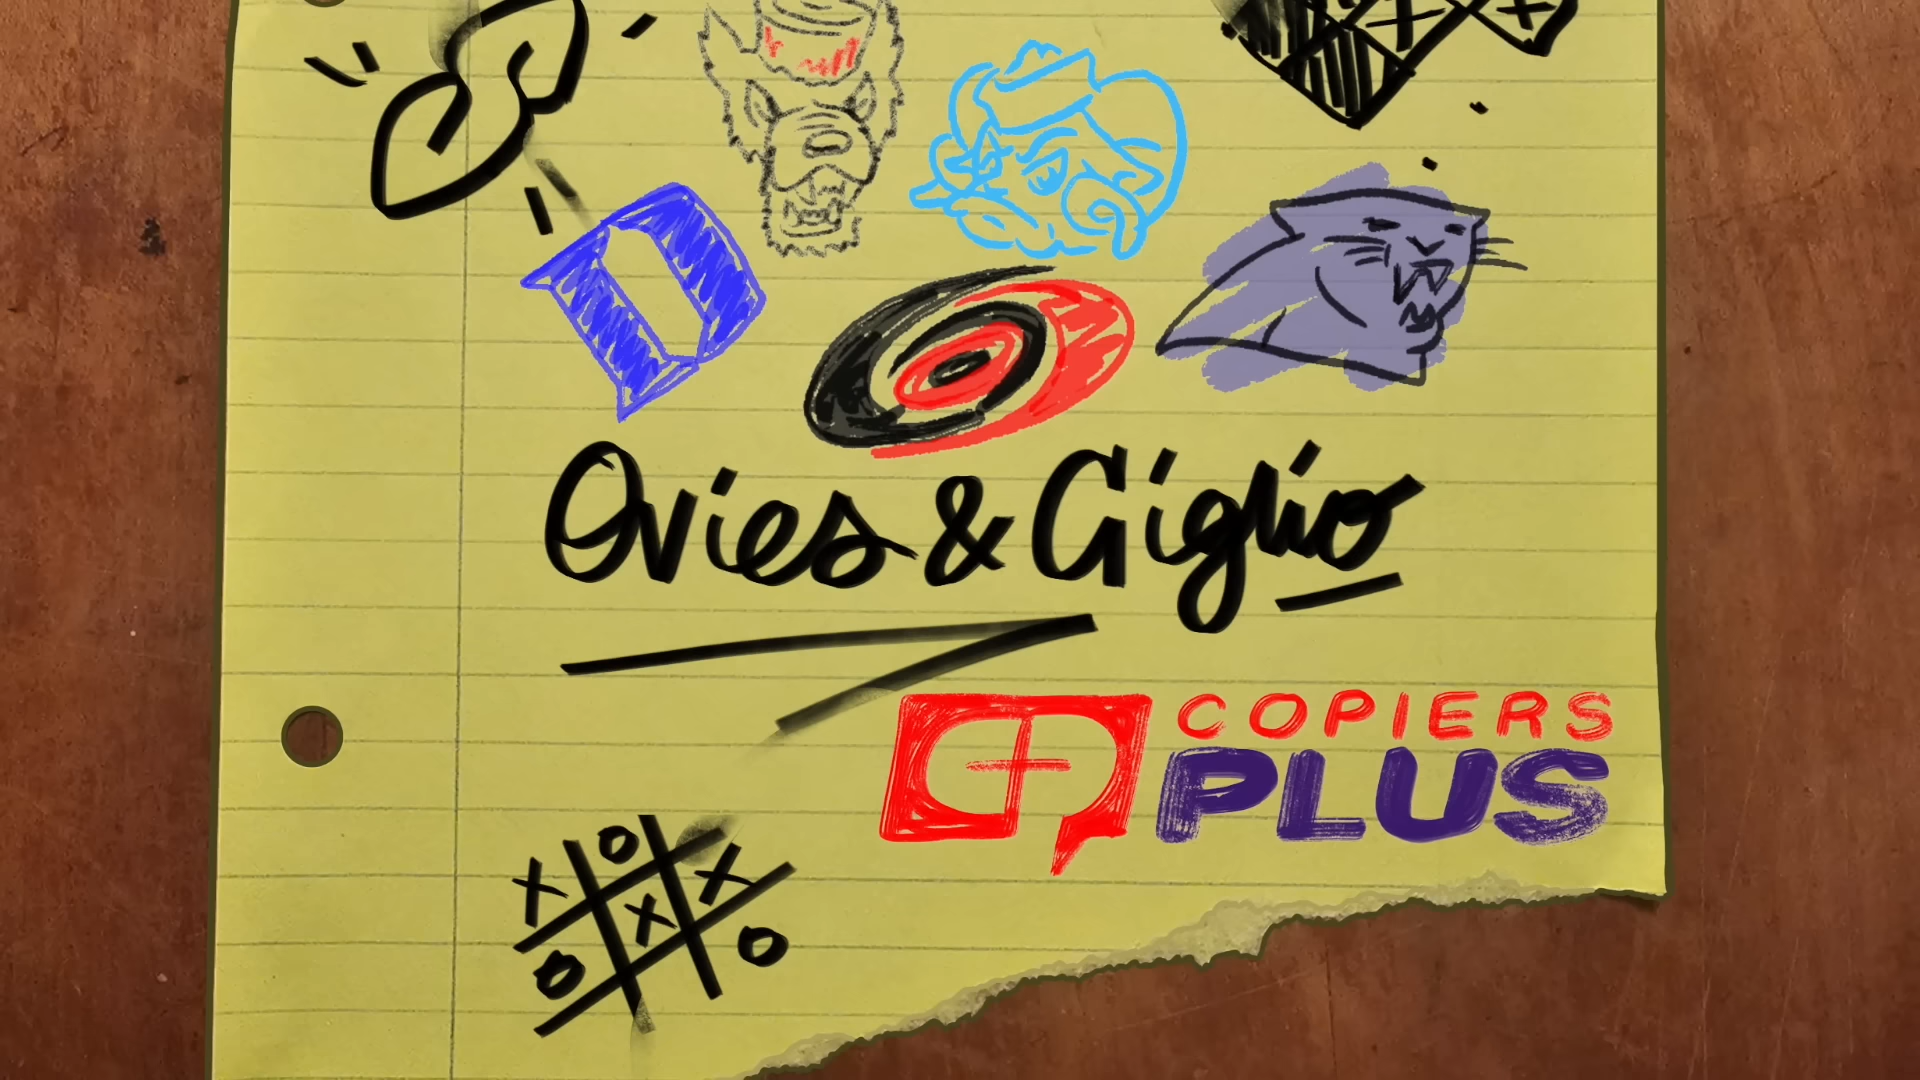 Ovies & Giglio
COPIERS
PLUS
O
X X X
O O